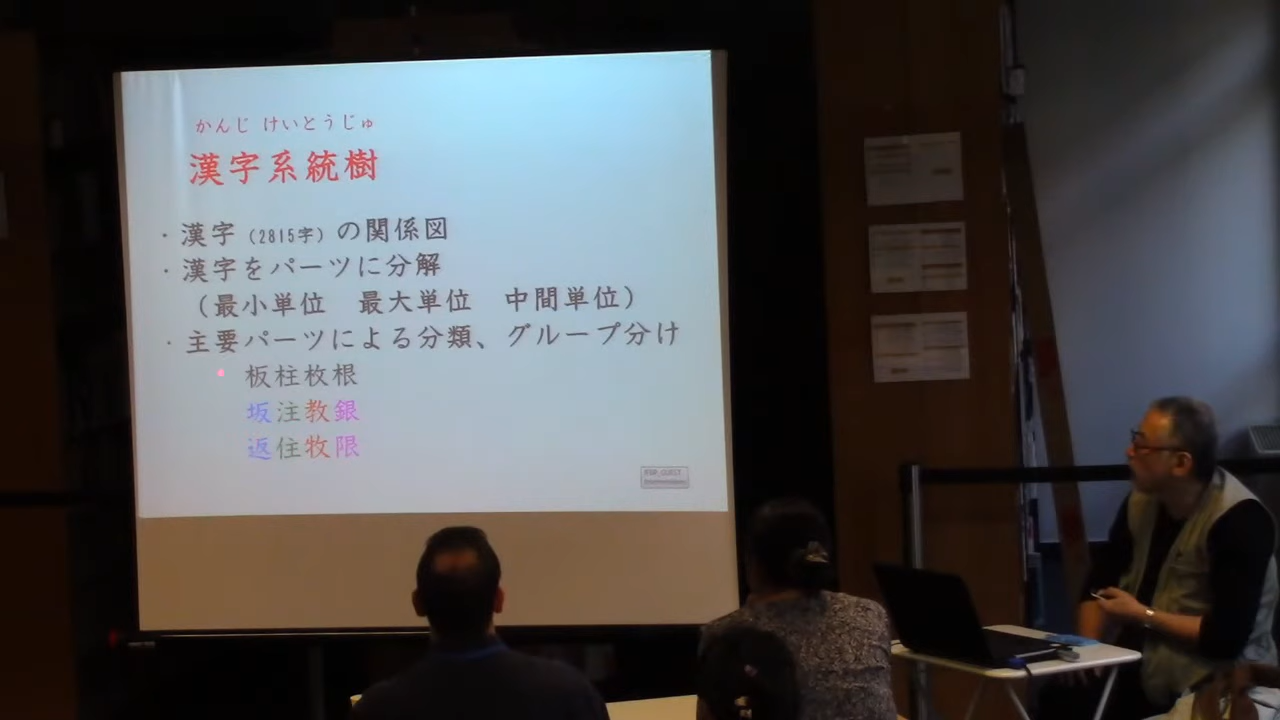 かんじ けいとうじゅ
漢字系統樹
・漢字（2815字）の関係図
・漢字をパーツに分解
（最小単位　最大単位　中間単位）
・主要パーツによる分類、グループ分け
板柱枚根
坂注教銀
返住牧限